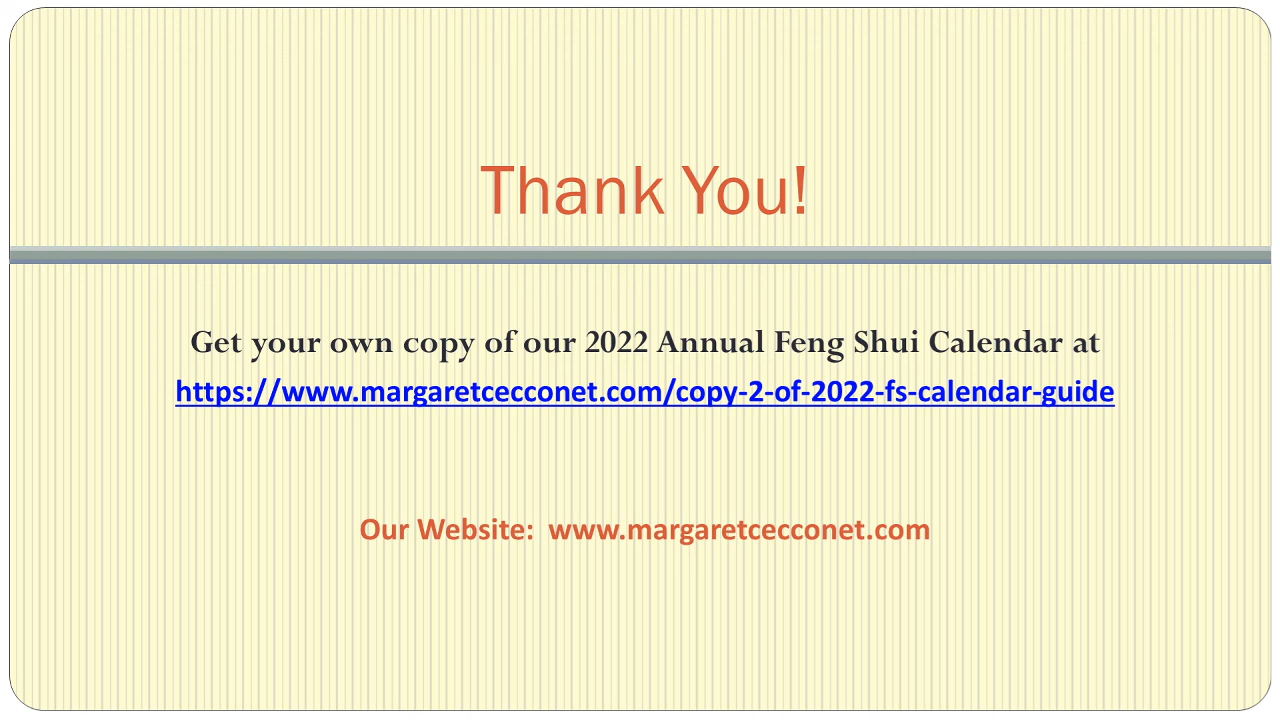 Thank You!
Get your own copy of our 2022 Annual Feng Shui Calendar at
https://www.margaretcecconet.com/copy-2-of-2022-fs-calendar-guide
Our Website:  www.margaretcecconet.com